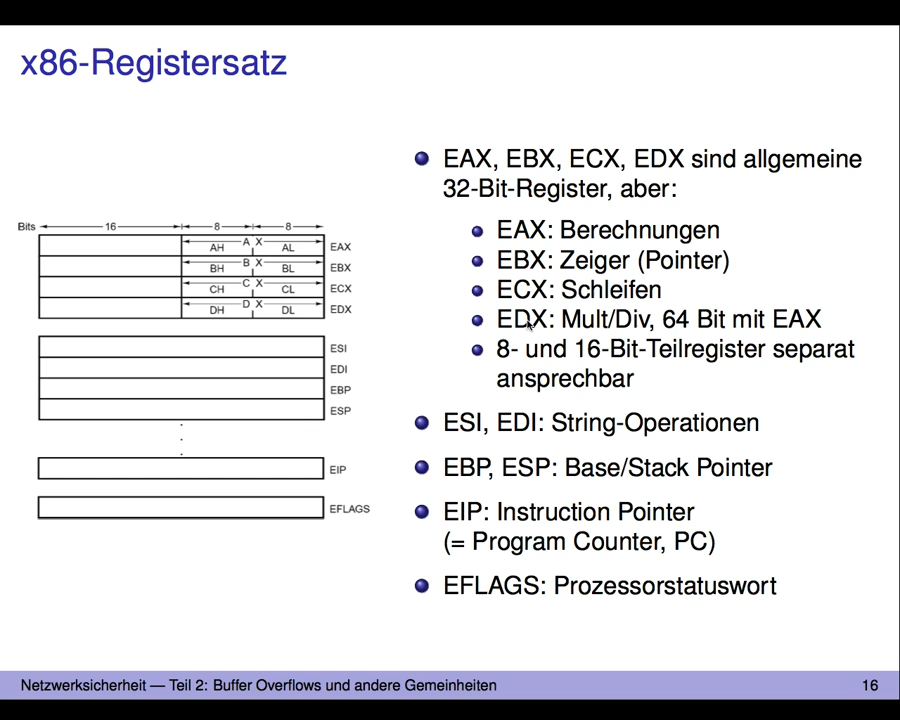 x86-Registersatz
Bits 16 8 8
AH A X AL EAX
BH B X BL EBX
CH C X CL ECX
DH D X DL EDX
ESI
EDI
EBP
ESP
.
.
.
EIP
EFLAGS
EAX, EBX, ECX, EDX sind allgemeine
32-Bit-Register, aber:
EAX: Berechnungen
EBX: Zeiger (Pointer)
ECX: Schleifen
EDX: Mult/Div, 64 Bit mit EAX
8- und 16-Bit-Teilregister separat
ansprechbar
ESI, EDI: String-Operationen
EBP, ESP: Base/Stack Pointer
EIP: Instruction Pointer
(= Program Counter, PC)
EFLAGS: Prozessorstatuswort
Netzwerksicherheit — Teil 2: Buffer Overflows und andere Gemeinheiten 16